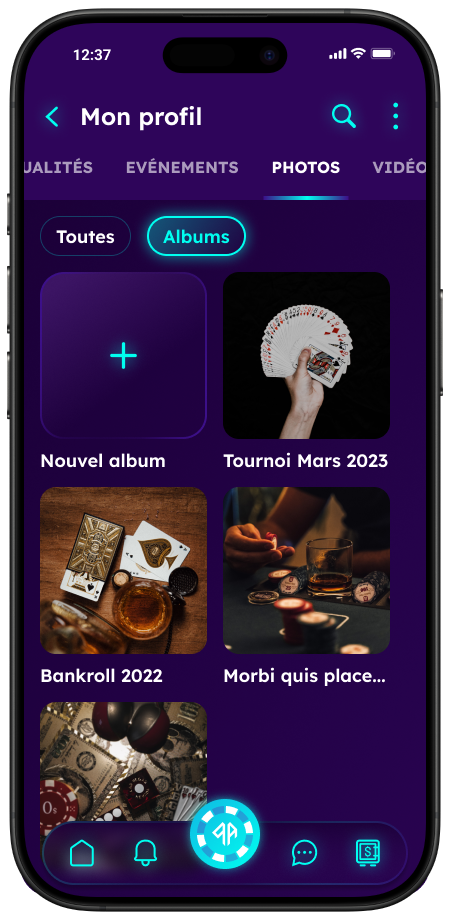 12:37
Mon profil
UALITÉS EVÉNEMENTS PHOTOS VIDÉO
Toutes Albums
Nouvel album Tournoi Mars 2023
Bankroll 2022 Morbi quis place...